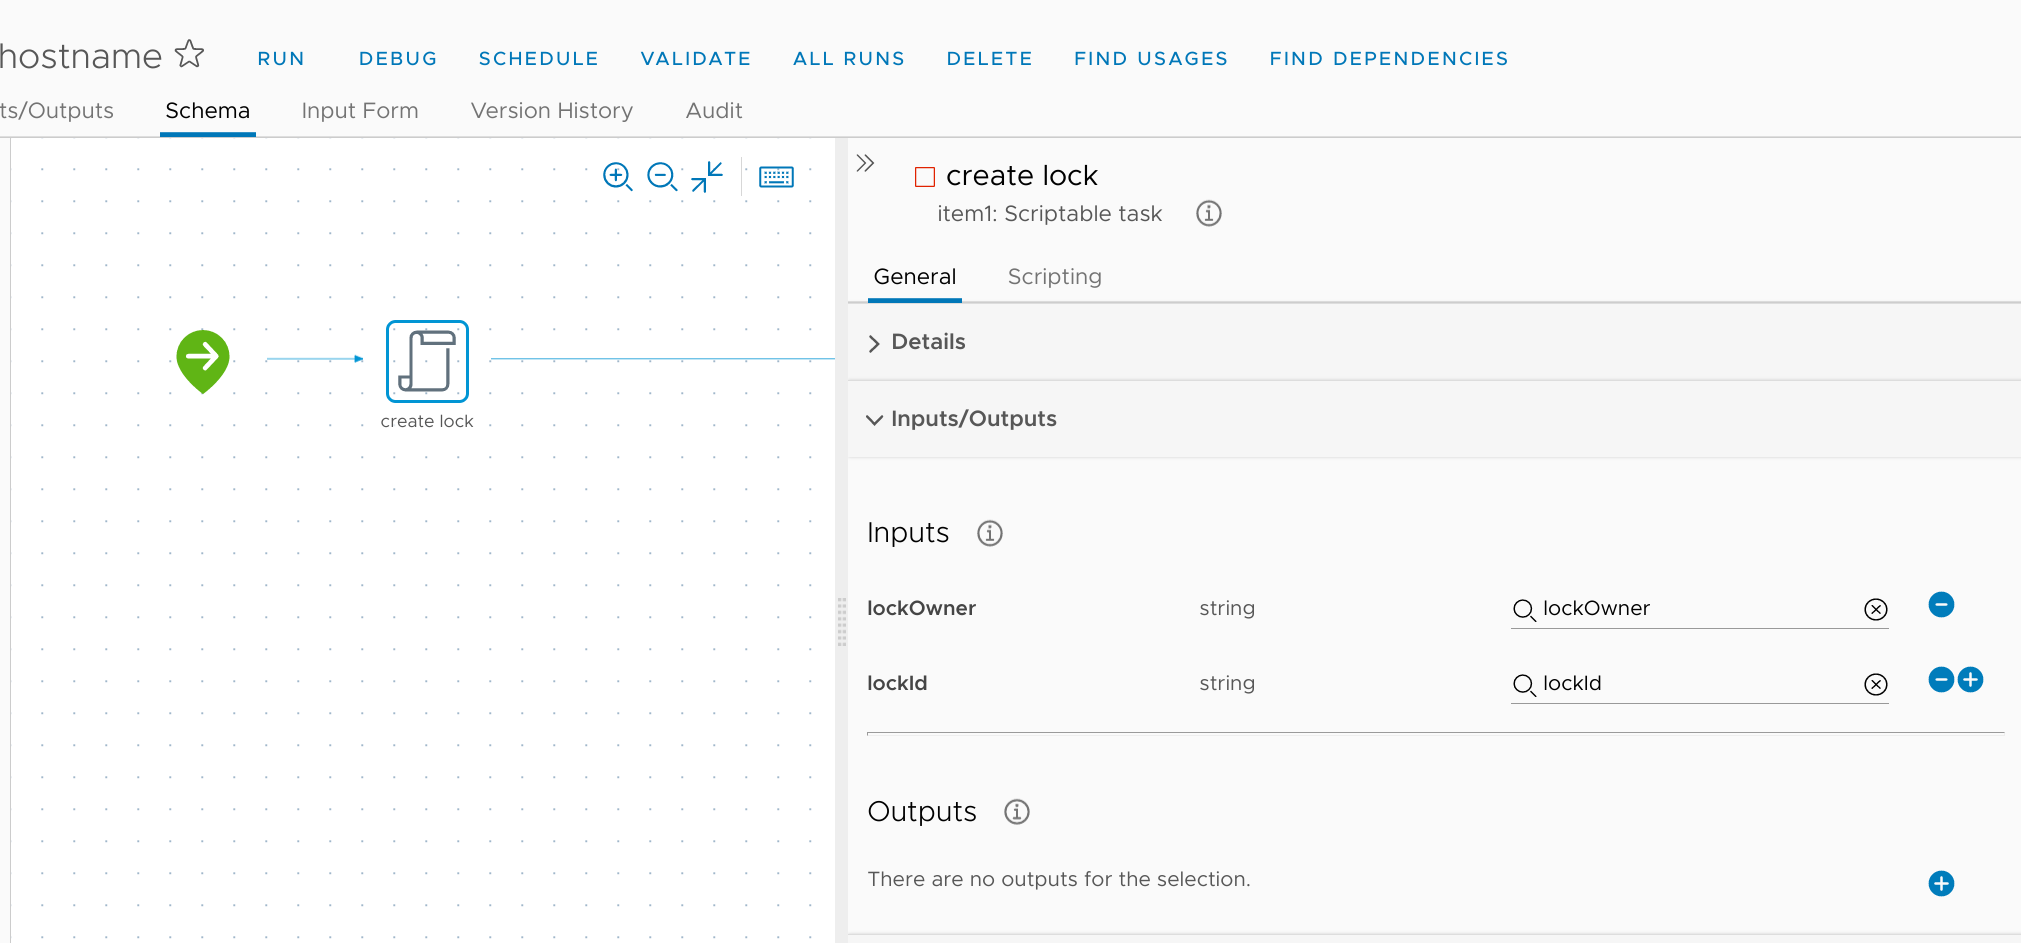 hostname RUN DEBUG SCHEDULE VALIDATE ALL RUNS DELETE FIND USAGES FIND DEPENDENCIES
ts/Outputs Schema Input Form Version History Audit
create lock
create lock
item1: Scriptable task
General Scripting
Details
Inputs/Outputs
Inputs
lockOwner string lockOwner
lockId string lockId
Outputs
There are no outputs for the selection.